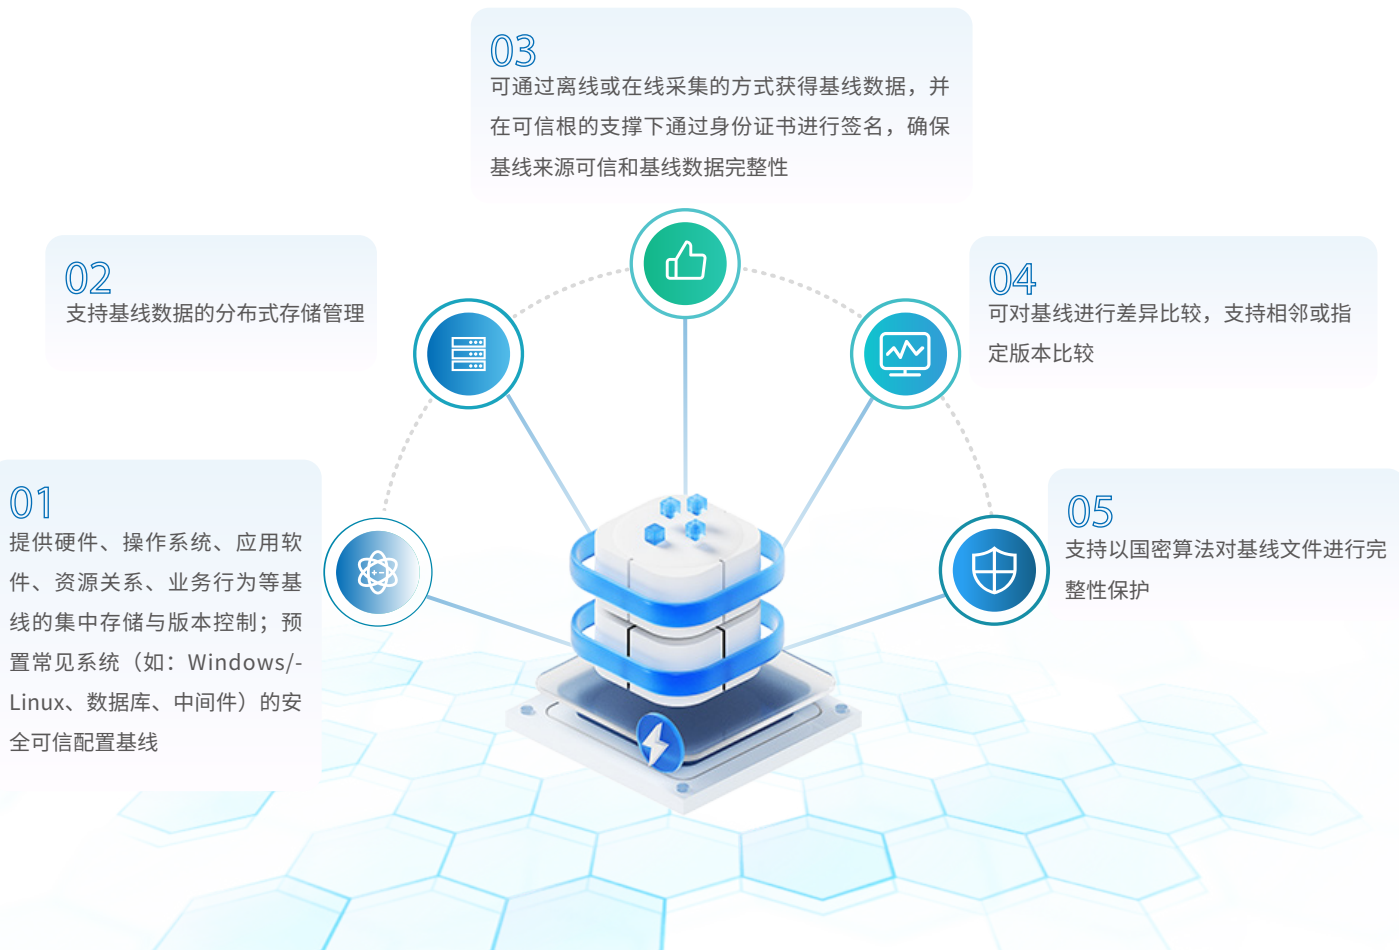 01
提供硬件、操作系统、应用软
件、资源关系、业务行为等基
线的集中存储与版本控制；预
置常见系统（如：Windows/-
Linux、数据库、中间件）的安
全可信配置基线
02
支持基线数据的分布式存储管理
03
可通过离线或在线采集的方式获得基线数据，并
在可信根的支撑下通过身份证书进行签名，确保
基线来源可信和基线数据完整性
04
可对基线进行差异比较，支持相邻或指
定版本比较
05
支持以国密算法对基线文件进行完
整性保护